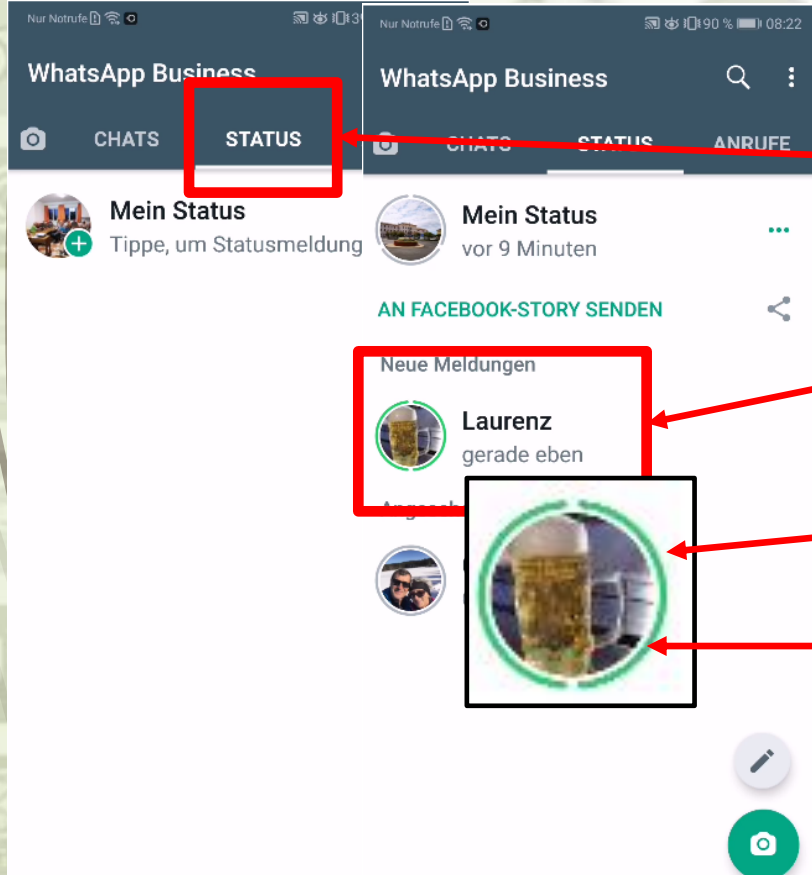 Nur Notrufe
WhatsApp Business
CHATS STATUS
Mein Status
Tippe, um Statusmeldung
Nur Notrufe 90 % 08:22
WhatsApp Business
CHATS STATUS ANRUFE
Mein Status
vor 9 Minuten
AN FACEBOOK-STORY SENDEN
Neue Meldungen
Laurenz
gerade eben